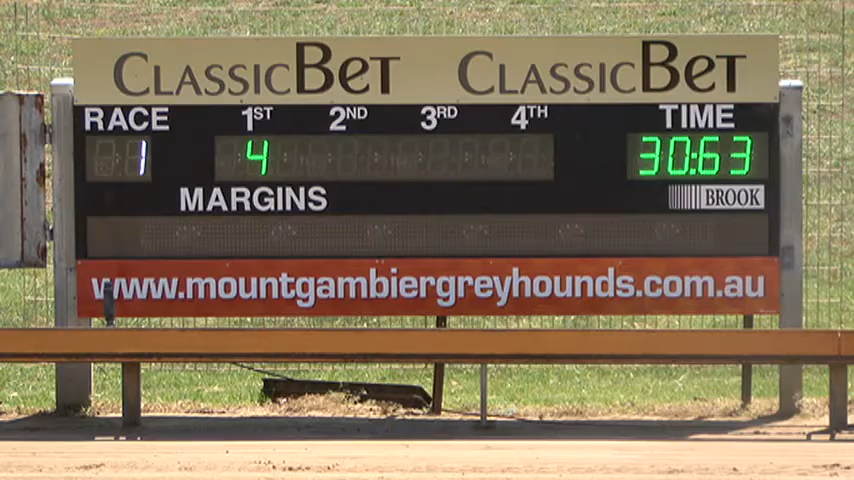 CLASSICBET CLASSICBET
RACE 1ST 2ND 3RD 4TH TIME
1 4 30:63
MARGINS BROOK
www.mountgambiergreyhounds.com.au